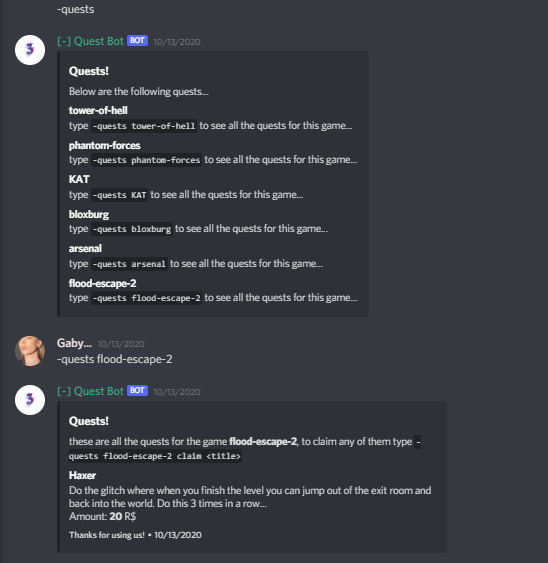 -quests
[-] Quest Bot BOT 10/13/2020
Quests!
Below are the following quests...
tower-of-hell
type -quests tower-of-hell to see all the quests for this game...
phantom-forces
type -quests phantom-forces to see all the quests for this game...
KAT
type -quests KAT to see all the quests for this game...
bloxburg
type -quests bloxburg to see all the quests for this game...
arsenal
type -quests arsenal to see all the quests for this game...
flood-escape-2
type -quests flood-escape-2 to see all the quests for this game...
Gaby... 10/13/2020
-quests flood-escape-2
[-] Quest Bot BOT 10/13/2020
Quests!
these are all the quests for the game flood-escape-2, to claim any of them type -
quests flood-escape-2 claim <title>
Haxer
Do the glitch where when you finish the level you can jump out of the exit room and
back into the world. Do this 3 times in a row...
Amount: 20 R$
Thanks for using us! • 10/13/2020